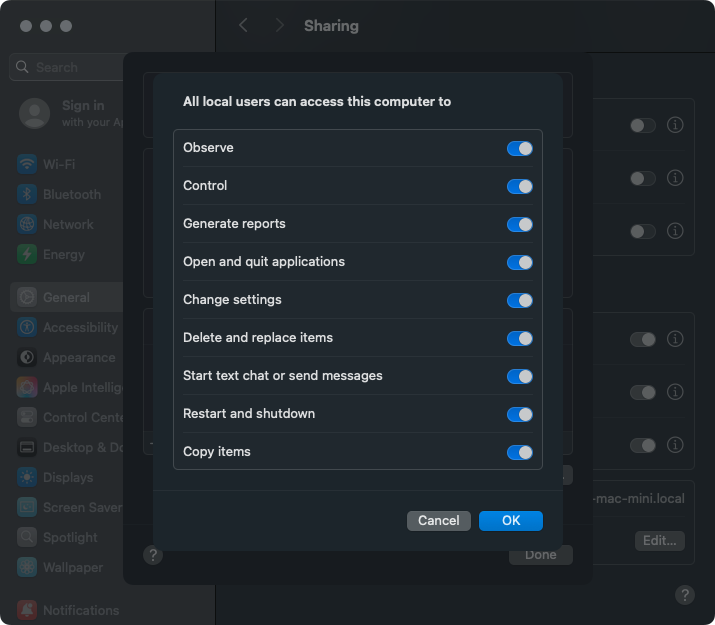 Sharing
Search
Sign in
with your Ap
Wi-Fi
Bluetooth
Network
Energy
General
Accessibility
Appearance
Apple Intellig
Control Cente
Desktop & Do
Displays
Screen Saver
Spotlight
Wallpaper
Notifications
All local users can access this computer to
Observe
Control
Generate reports
Open and quit applications
Change settings
Delete and replace items
Start text chat or send messages
Restart and shutdown
Copy items
Cancel
OK
Done
?
-mac-mini.local
Edit...
?